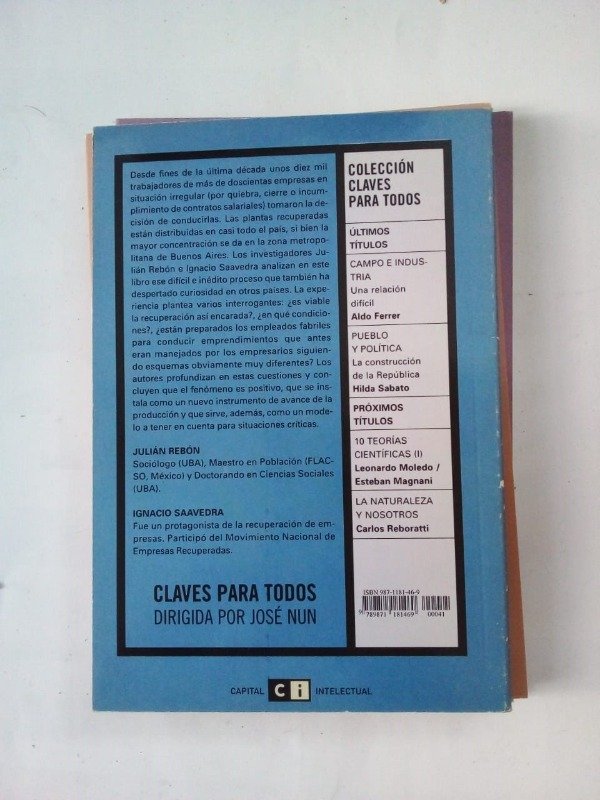 Desde fines de la última década unos diez mil
trabajadores de más de doscientas empresas en
situación irregular (por quiebra, cierre o incum-
plimiento de contratos salariales) tomaron la de-
cisión de conducirlas. Las plantas recuperadas
están distribuidas en casi todo el país, si bien la
mayor concentración se da en la zona metropo-
litana de Buenos Aires. Los investigadores Ju-
lián Rebón e Ignacio Saavedra analizan en este
libro ese difícil e inédito proceso que también ha
despertado curiosidad en otros países. La ex-
periencia plantea varios interrogantes: ¿es viable
la recuperación así encarada?, ¿en qué condicio-
nes?, ¿están preparados los empleados fabriles
para conducir emprendimientos que antes
eran manejados por los empresarios siguien-
do esquemas obviamente muy diferentes? Los
autores profundizan en estas cuestiones y con-
cluyen que el fenómeno es positivo, que se ins-
tala como un nuevo instrumento de avance de la
producción y que sirve, además, como un mode-
lo a tener en cuenta para situaciones críticas.
JULIÁN REBÓN
Sociólogo (UBA), Maestro en Población (FLAC-
SO, México) y Doctorando en Ciencias Sociales
(UBA).
IGNACIO SAAVEDRA
Fue un protagonista de la recuperación de em-
presas. Participó del Movimiento Nacional de
Empresas Recuperadas.
CLAVES PARA TODOS
DIRIGIDA POR JOSÉ NUN
COLECCIÓN
CLAVES
PARA TODOS
ÚLTIMOS
TÍTULOS
CAMPO E INDUS-
TRIA
Una relación
difícil
Aldo Ferrer
PUEBLO
Y POLÍTICA
La construcción
de la República
Hilda Sabato
PRÓXIMOS
TÍTULOS
10 TEORÍAS
CIENTÍFICAS (I)
Leonardo Moledo /
Esteban Magnani
LA NATURALEZA
Y NOSOTROS
Carlos Reboratti
ISBN 987-1181-46-9
9 789871 181469 00041
CAPITAL Ci INTELECTUAL